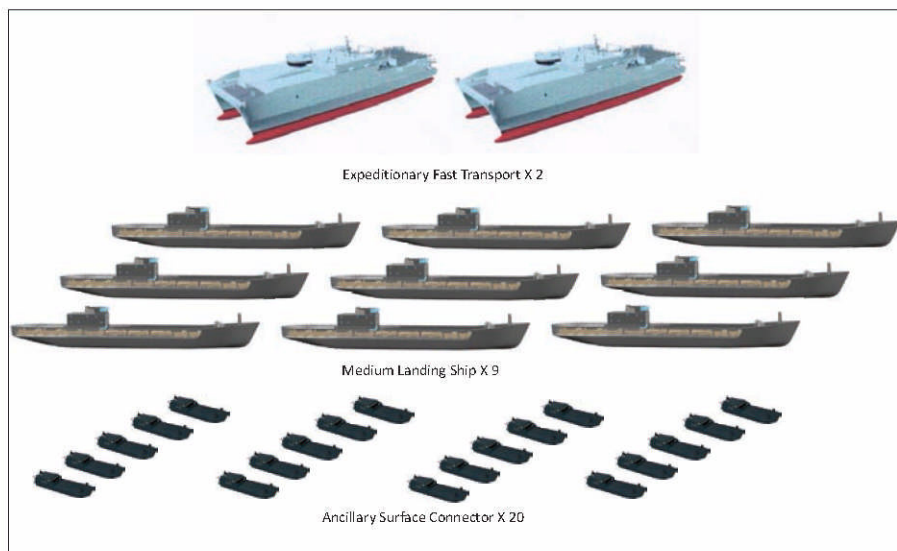 Expeditionary Fast Transport X 2
Medium Landing Ship X 9
Ancillary Surface Connector X 20